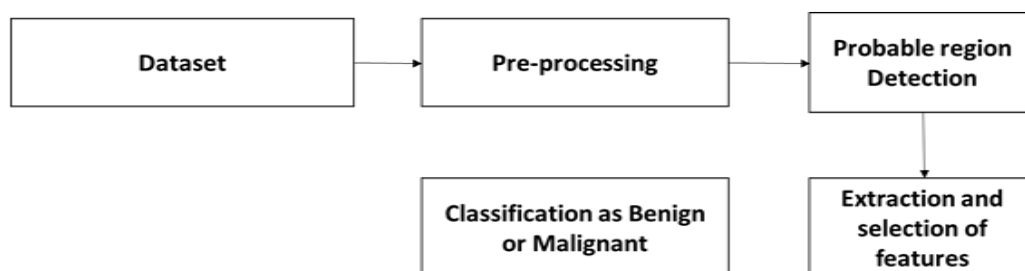 Dataset
Pre-processing
Probable region
Detection
Classification as Benign
or Malignant
Extraction and
selection of
features